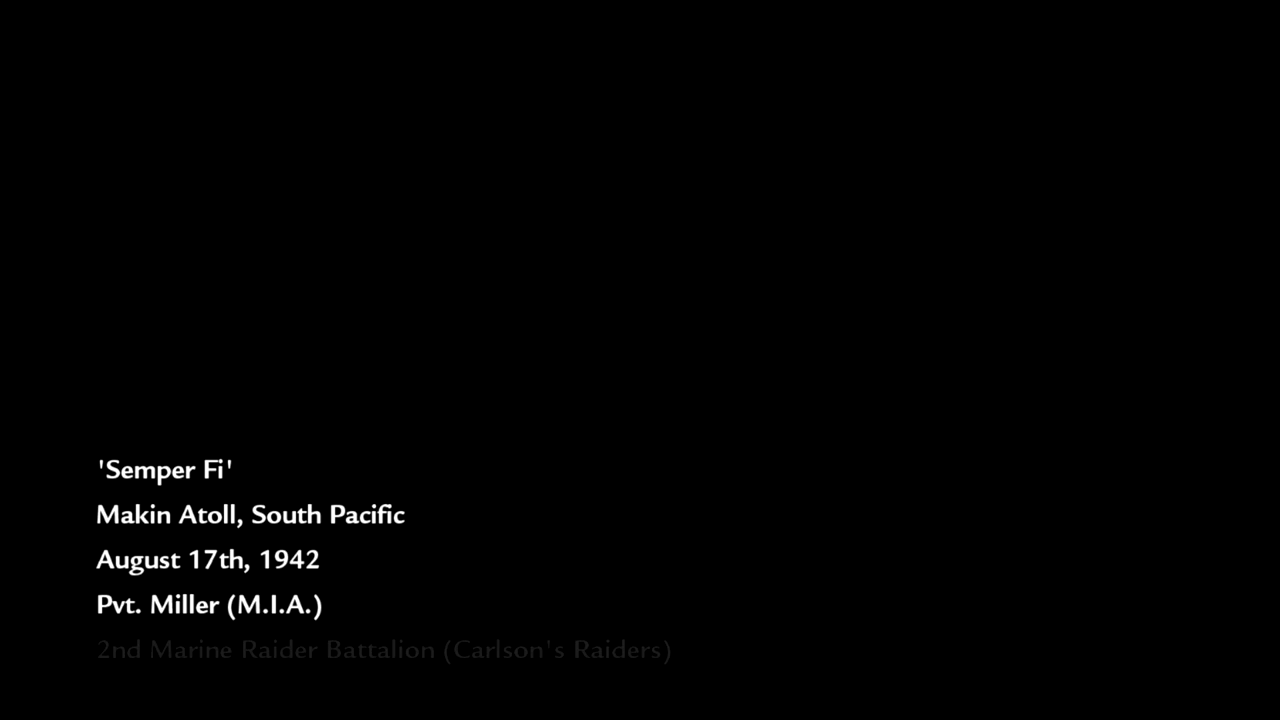 'Semper Fi'
Makin Atoll, South Pacific
August 17th, 1942
Pvt. Miller (M.I.A.)
2nd Marine Raider Battalion (Carlson's Raiders)